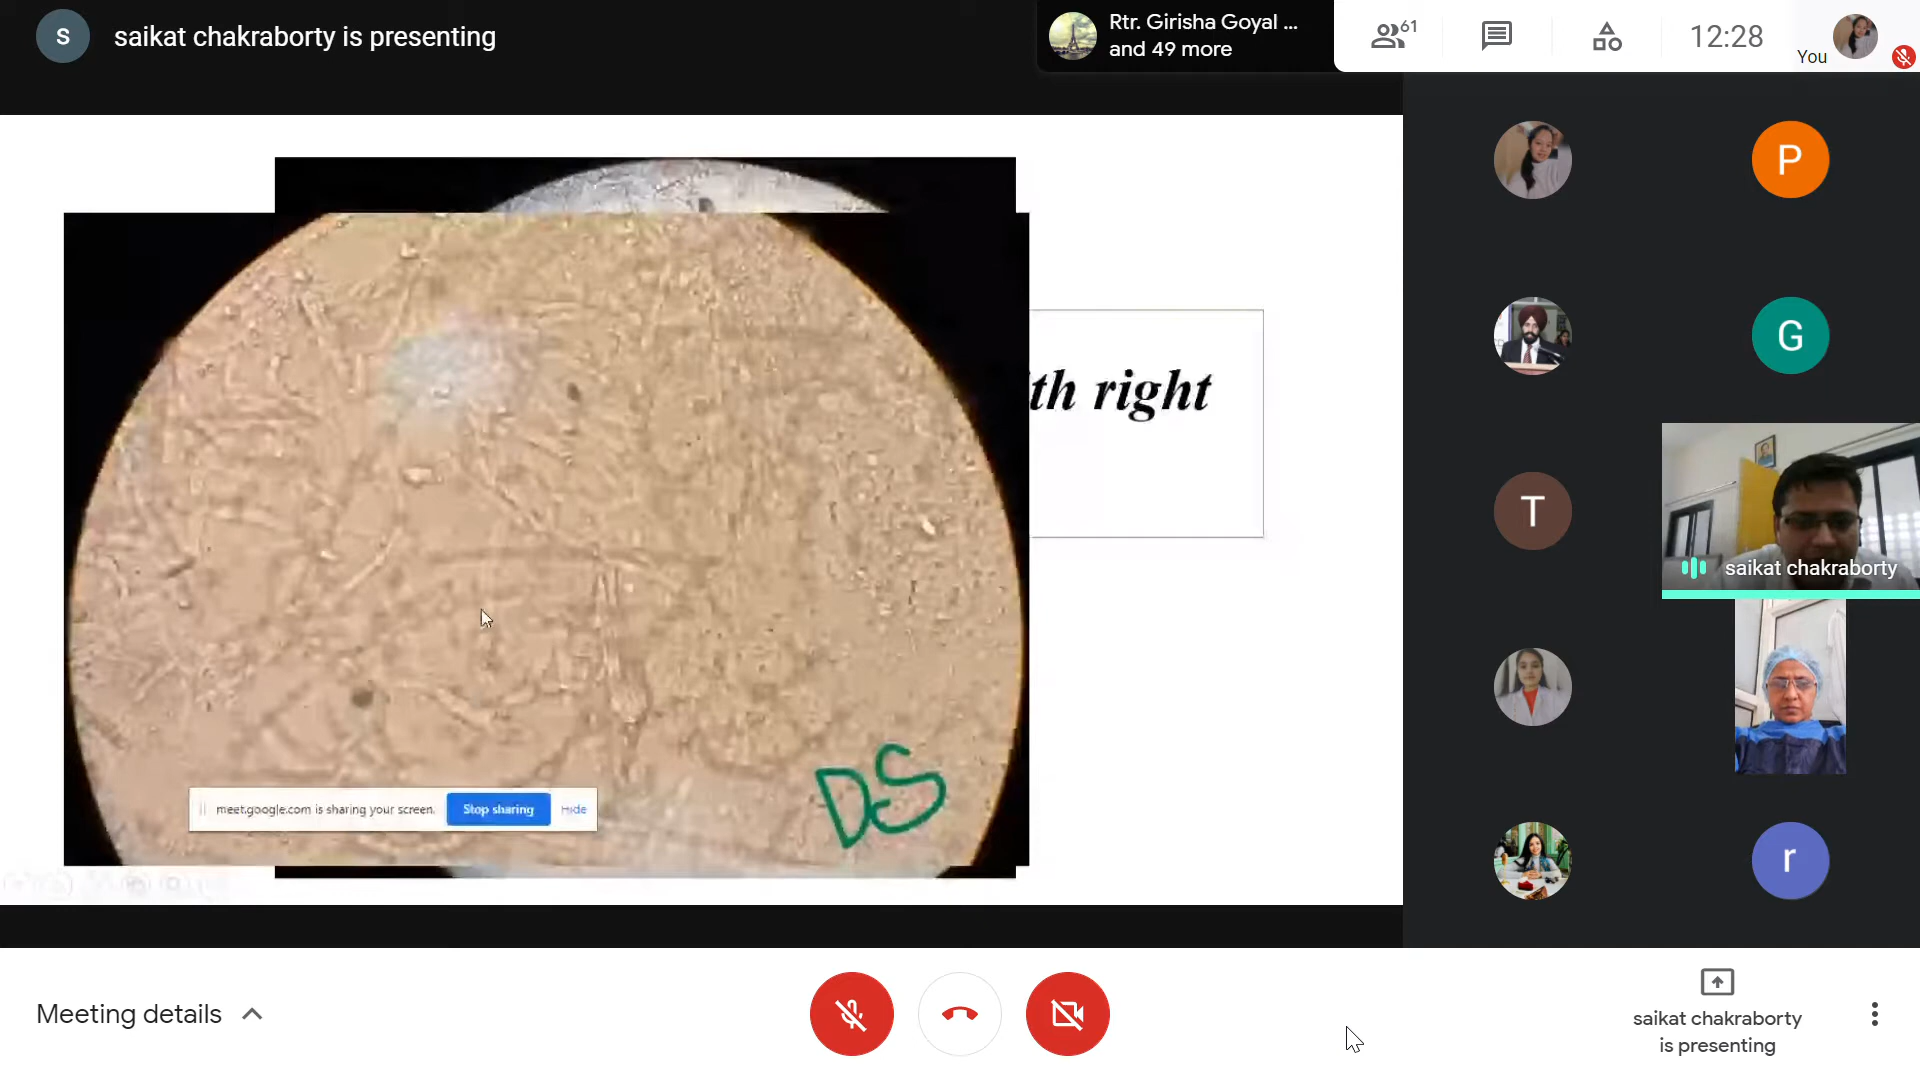 S
saikat chakraborty is presenting
Rtr. Girisha Goyal ...
and 49 more
61
12:28
You
P
G
T
saikat chakraborty
r
th right
DS
meet.google.com is sharing your screen.
Stop sharing
Hide
Meeting details
saikat chakraborty
is presenting